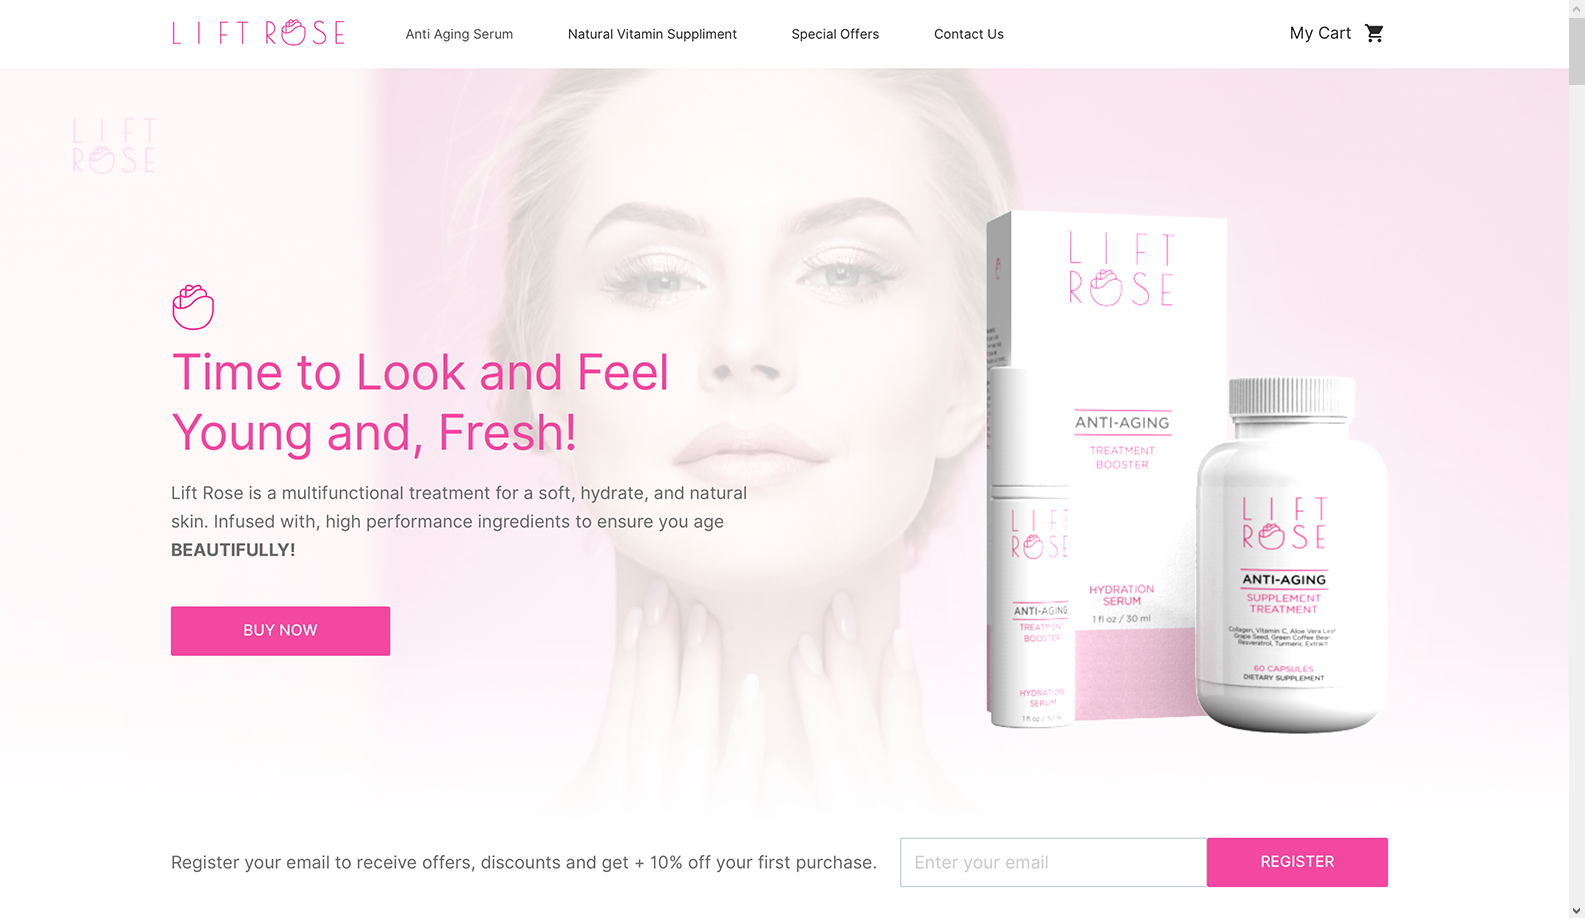 LIFT ROSE
Anti Aging Serum
Natural Vitamin Suppliment
Special Offers
Contact Us
My Cart
LIFT
ROSE
Time to Look and Feel
Young and, Fresh!
Lift Rose is a multifunctional treatment for a soft, hydrate, and natural
skin. Infused with, high performance ingredients to ensure you age
BEAUTIFULLY!
BUY NOW
LIFT
ROSE
ANTI-AGING
TREATMENT
BOOSTER
HYDRATION
SERUM
1 fl oz / 30 ml
LIFT
ROSE
ANTI-AGING
TREATMENT
BOOSTER
HYDRATION
SERUM
1 fl oz /
LIFT
ROSE
ANTI-AGING
SUPPLEMENT
TREATMENT
Collagen, Vitamin C, Aloe Vera Leaf
Grape Seed, Green Coffee Bean,
Resveratrol, Turmeric, Extract
60 CAPSULES
DIETARY SUPPLEMENT
Register your email to receive offers, discounts and get + 10% off your first purchase.
Enter your email
REGISTER